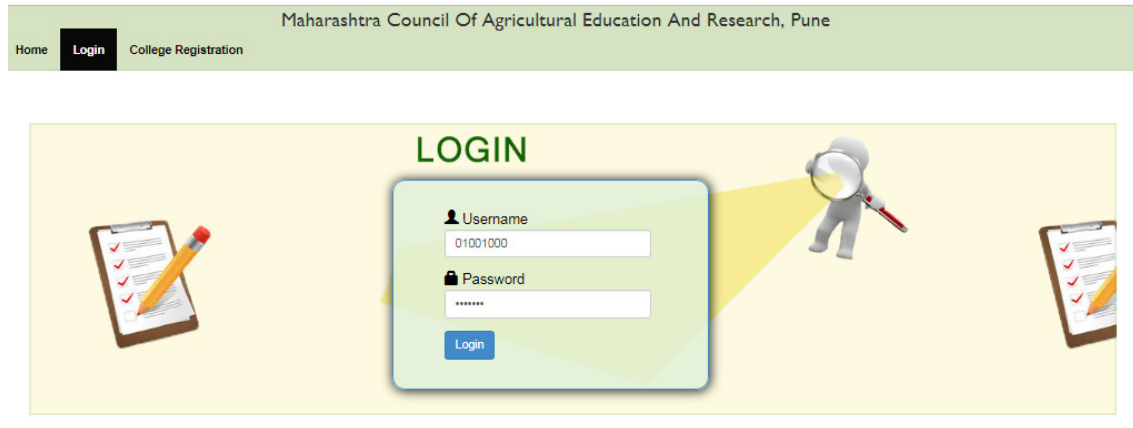 Maharashtra Council Of Agricultural Education And Research, Pune
Home Login College Registration
LOGIN
Username
01001000
Password
•••••••
Login